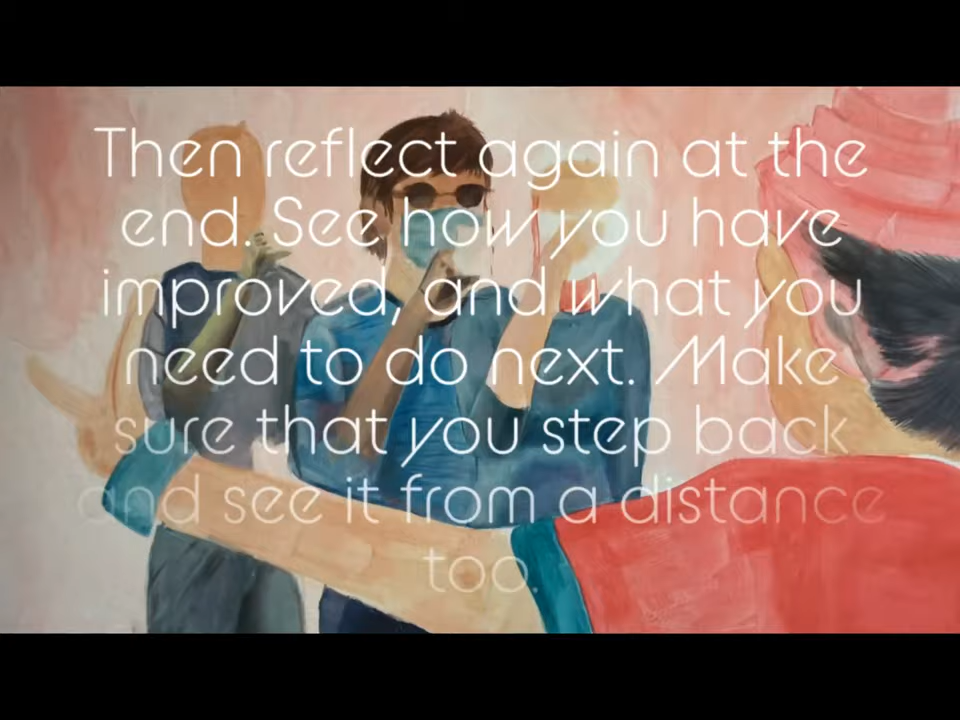 Then reflect again at the
end. See how you have
improved, and what you
need to do next. Make
sure that you step back
and see it from a distance
too.